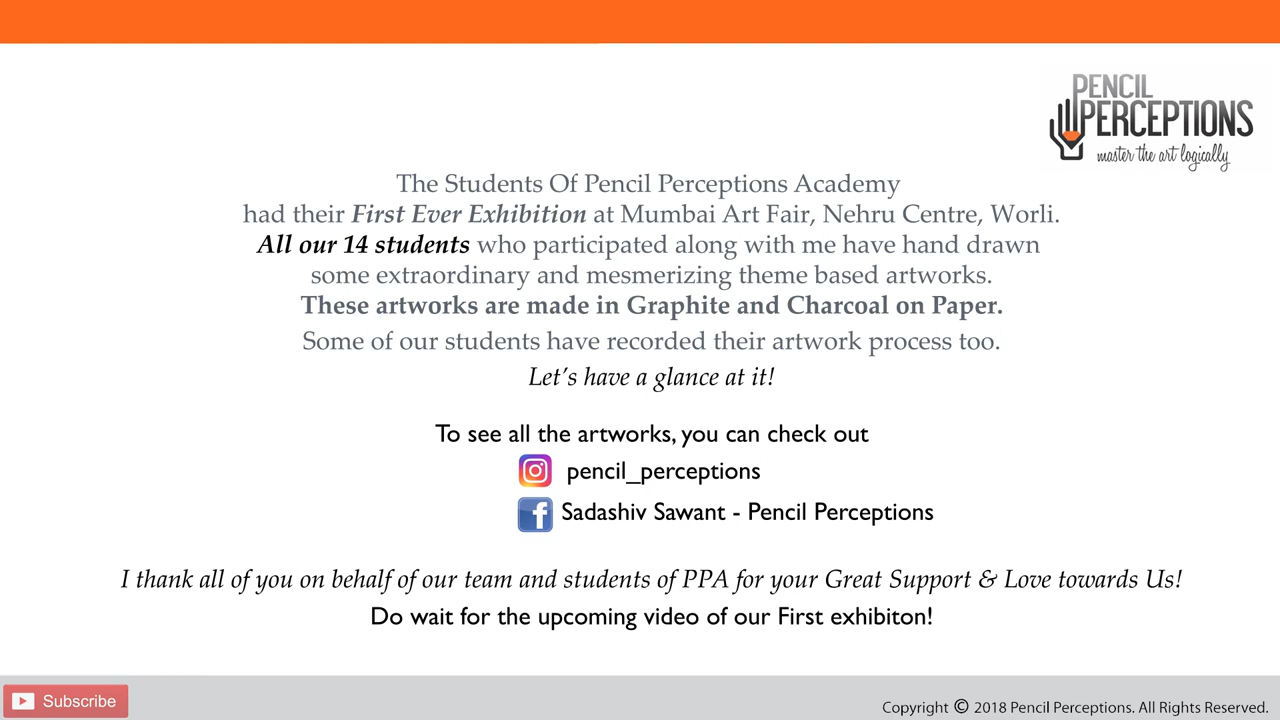 PENCIL
PERCEPTIONS
master the art logically
The Students Of Pencil Perceptions Academy
had their First Ever Exhibition at Mumbai Art Fair, Nehru Centre, Worli.
All our 14 students who participated along with me have hand drawn
some extraordinary and mesmerizing theme based artworks.
These artworks are made in Graphite and Charcoal on Paper.
Some of our students have recorded their artwork process too.
Let's have a glance at it!
To see all the artworks, you can check out
pencil_perceptions
Sadashiv Sawant - Pencil Perceptions
I thank all of you on behalf of our team and students of PPA for your Great Support & Love towards Us!
Do wait for the upcoming video of our First exhibiton!
Subscribe
Copyright © 2018 Pencil Perceptions. All Rights Reserved.